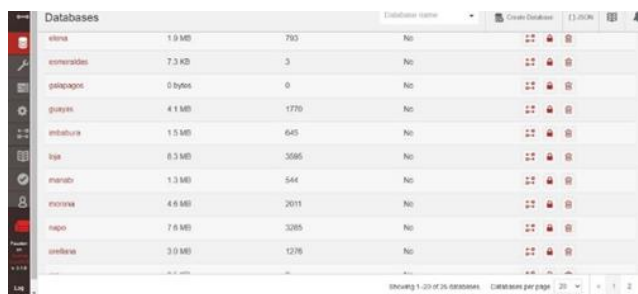 Databases Database name Create Database {} JSON
elena 1.9 MB 793 No
esmeraldas 7.3 KB 3 No
galapagos 0 bytes 0 No
guayas 4.1 MB 1770 No
imbabura 1.5 MB 645 No
loja 8.3 MB 3595 No
manabi 1.3 MB 544 No
morona 4.6 MB 2011 No
napo 7.6 MB 3265 No
orellana 3.0 MB 1276 No
Showing 1-20 of 26 databases. Databases per page 20 « 1 2
Log